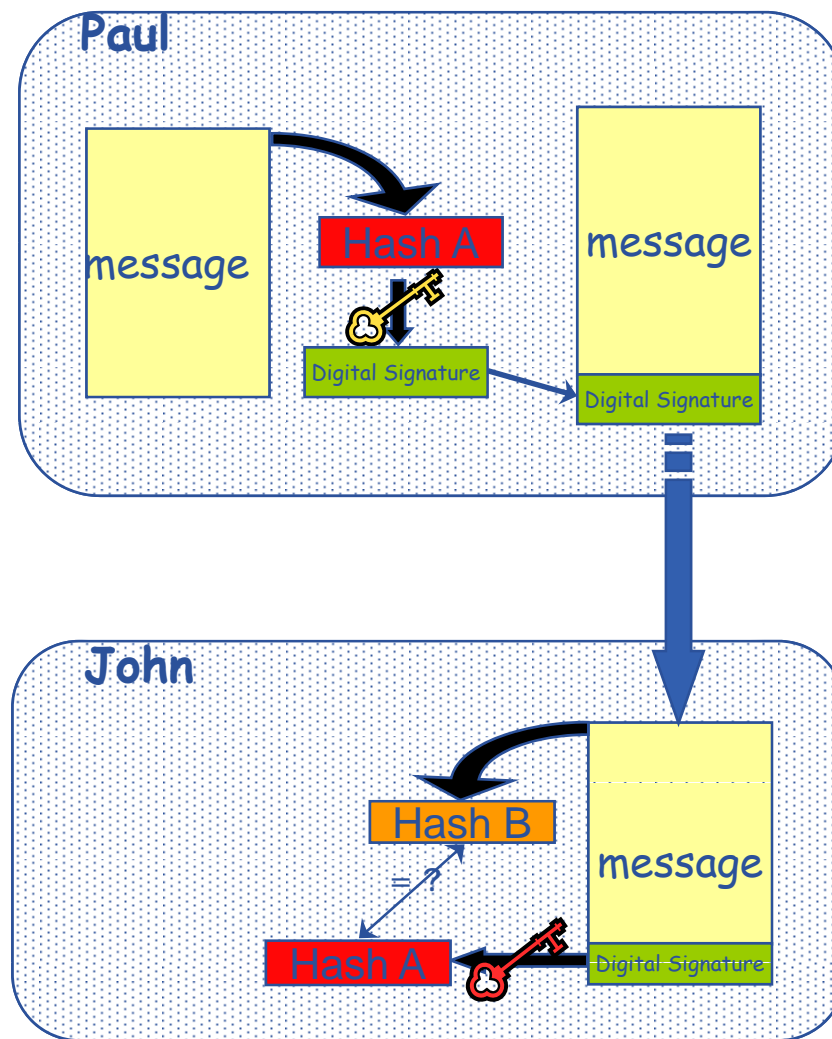 Paul
message
Hash A
Digital Signature
message
Digital Signature
John
Hash B
= ?
Hash A
message
Digital Signature